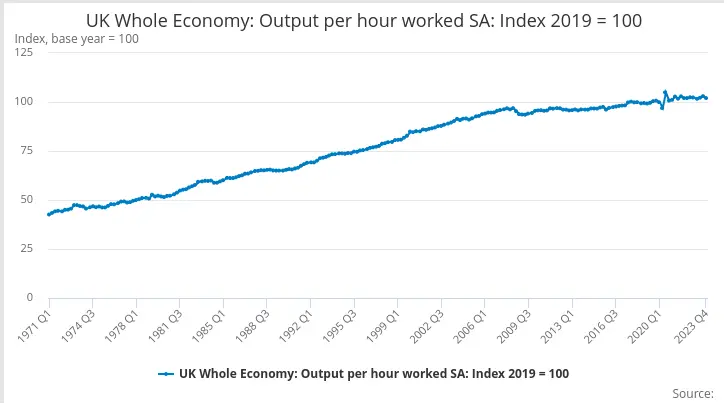 UK Whole Economy: Output per hour worked SA: Index 2019 = 100
Index, base year = 100
125
100
75
50
25
0
1971 Q1
1974 Q3
1978 Q1
1981 Q3
1985 Q1
1988 Q3
1992 Q1
1995 Q3
1999 Q1
2002 Q3
2006 Q1
2009 Q3
2013 Q1
2016 Q3
2020 Q1
2023 Q4
UK Whole Economy: Output per hour worked SA: Index 2019 = 100
Source: